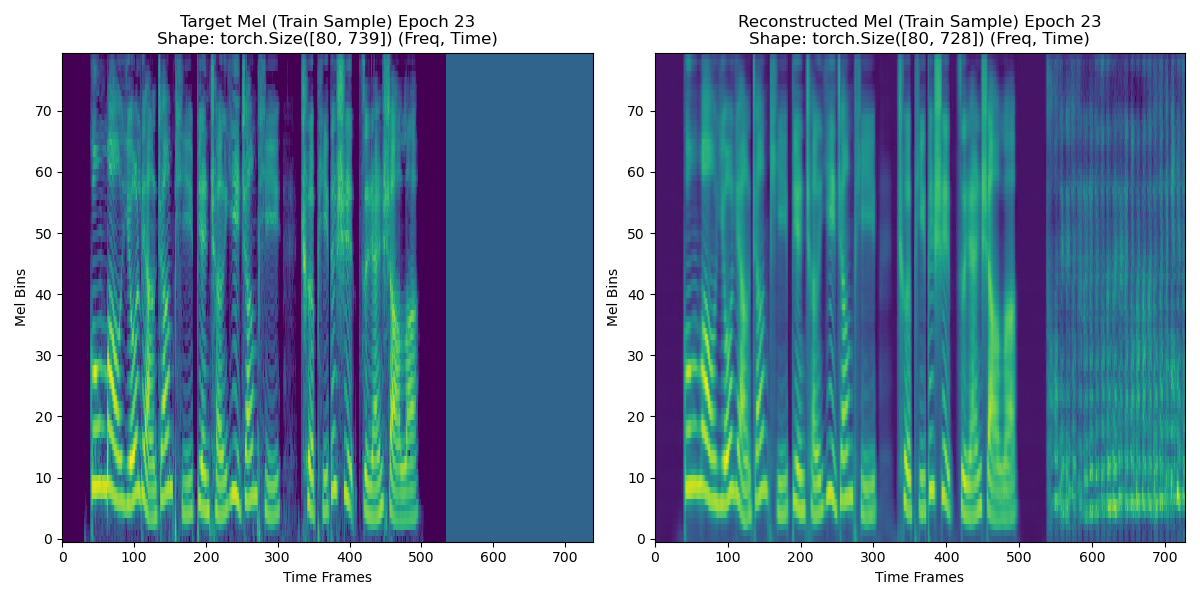 Target Mel (Train Sample) Epoch 23
Shape: torch.Size([80, 739]) (Freq, Time)
Mel Bins
70
60
50
40
30
20
10
0
0 100 200 300 400 500 600 700
Time Frames
Reconstructed Mel (Train Sample) Epoch 23
Shape: torch.Size([80, 728]) (Freq, Time)
Mel Bins
70
60
50
40
30
20
10
0
0 100 200 300 400 500 600 700
Time Frames